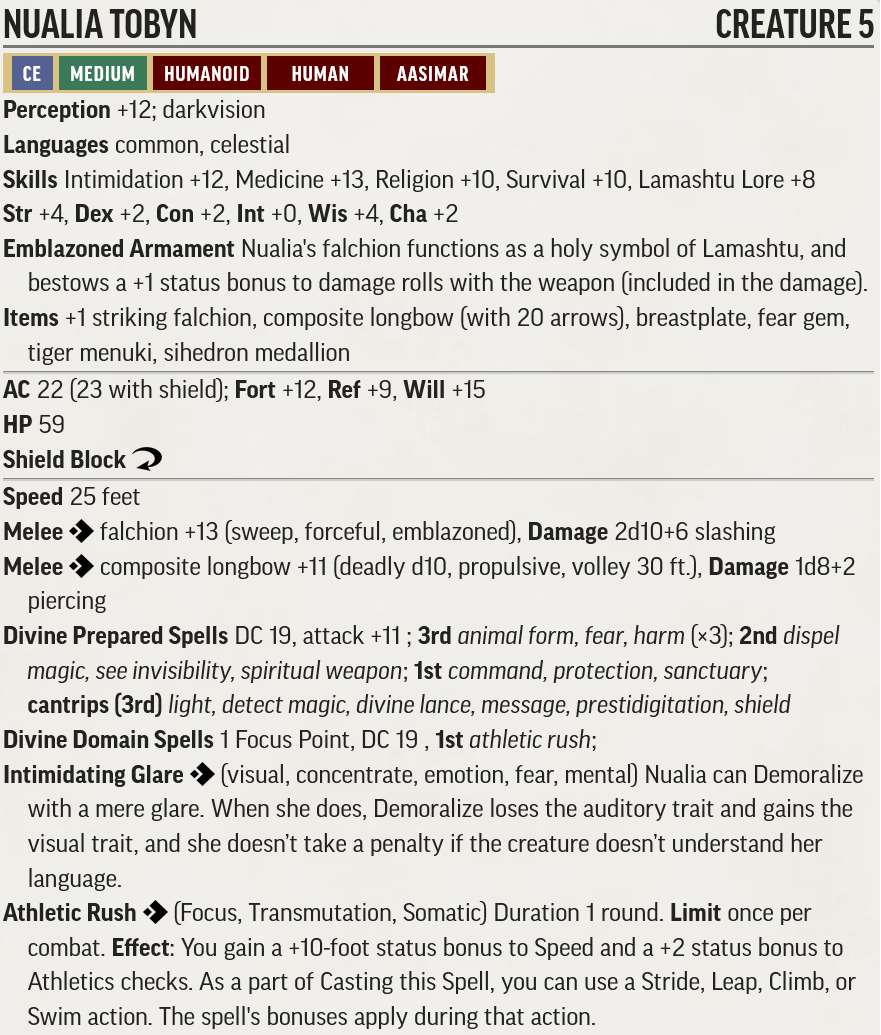 NUALIA TOBYN CREATURE 5
CE MEDIUM HUMANOID HUMAN AASIMAR
Perception +12; darkvision
Languages common, celestial
Skills Intimidation +12, Medicine +13, Religion +10, Survival +10, Lamashtu Lore +8
Str +4, Dex +2, Con +2, Int +0, Wis +4, Cha +2
Emblazoned Armament Nualia's falchion functions as a holy symbol of Lamashtu, and
bestows a +1 status bonus to damage rolls with the weapon (included in the damage).
Items +1 striking falchion, composite longbow (with 20 arrows), breastplate, fear gem,
tiger menuki, sihedron medallion
AC 22 (23 with shield); Fort +12, Ref +9, Will +15
HP 59
Shield Block
Speed 25 feet
Melee falchion +13 (sweep, forceful, emblazoned), Damage 2d10+6 slashing
Melee composite longbow +11 (deadly d10, propulsive, volley 30 ft.), Damage 1d8+2
piercing
Divine Prepared Spells DC 19, attack +11 ; 3rd animal form, fear, harm (×3); 2nd dispel
magic, see invisibility, spiritual weapon; 1st command, protection, sanctuary;
cantrips (3rd) light, detect magic, divine lance, message, prestidigitation, shield
Divine Domain Spells 1 Focus Point, DC 19 , 1st athletic rush;
Intimidating Glare (visual, concentrate, emotion, fear, mental) Nualia can Demoralize
with a mere glare. When she does, Demoralize loses the auditory trait and gains the
visual trait, and she doesn’t take a penalty if the creature doesn’t understand her
language.
Athletic Rush (Focus, Transmutation, Somatic) Duration 1 round. Limit once per
combat. Effect: You gain a +10-foot status bonus to Speed and a +2 status bonus to
Athletics checks. As a part of Casting this Spell, you can use a Stride, Leap, Climb, or
Swim action. The spell's bonuses apply during that action.